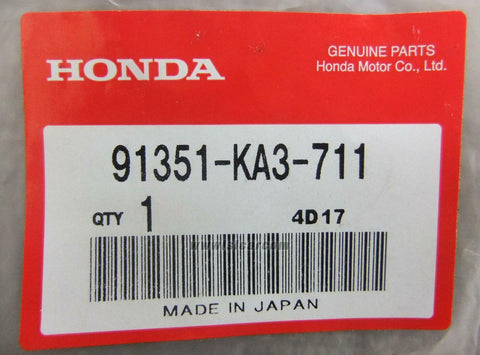 HONDA
GENUINE PARTS
Honda Motor Co., Ltd.
91351-KA3-711
QTY 1
4D17
MADE IN JAPAN